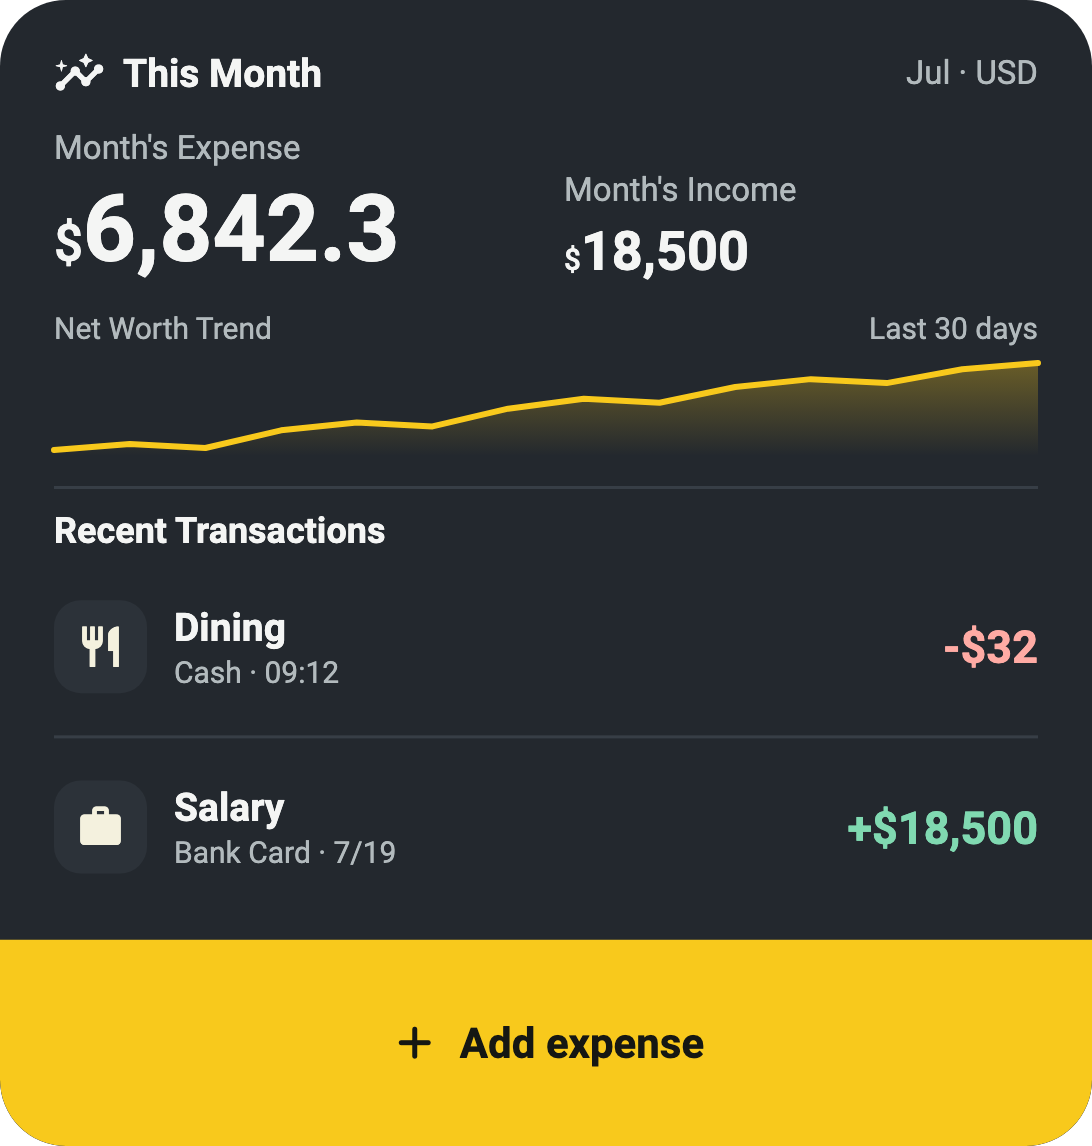 This Month
Jul · USD
Month's Expense
$6,842.3
Month's Income
$18,500
Net Worth Trend
Last 30 days
Recent Transactions
Dining
Cash · 09:12
-$32
Salary
Bank Card · 7/19
+$18,500
+ Add expense